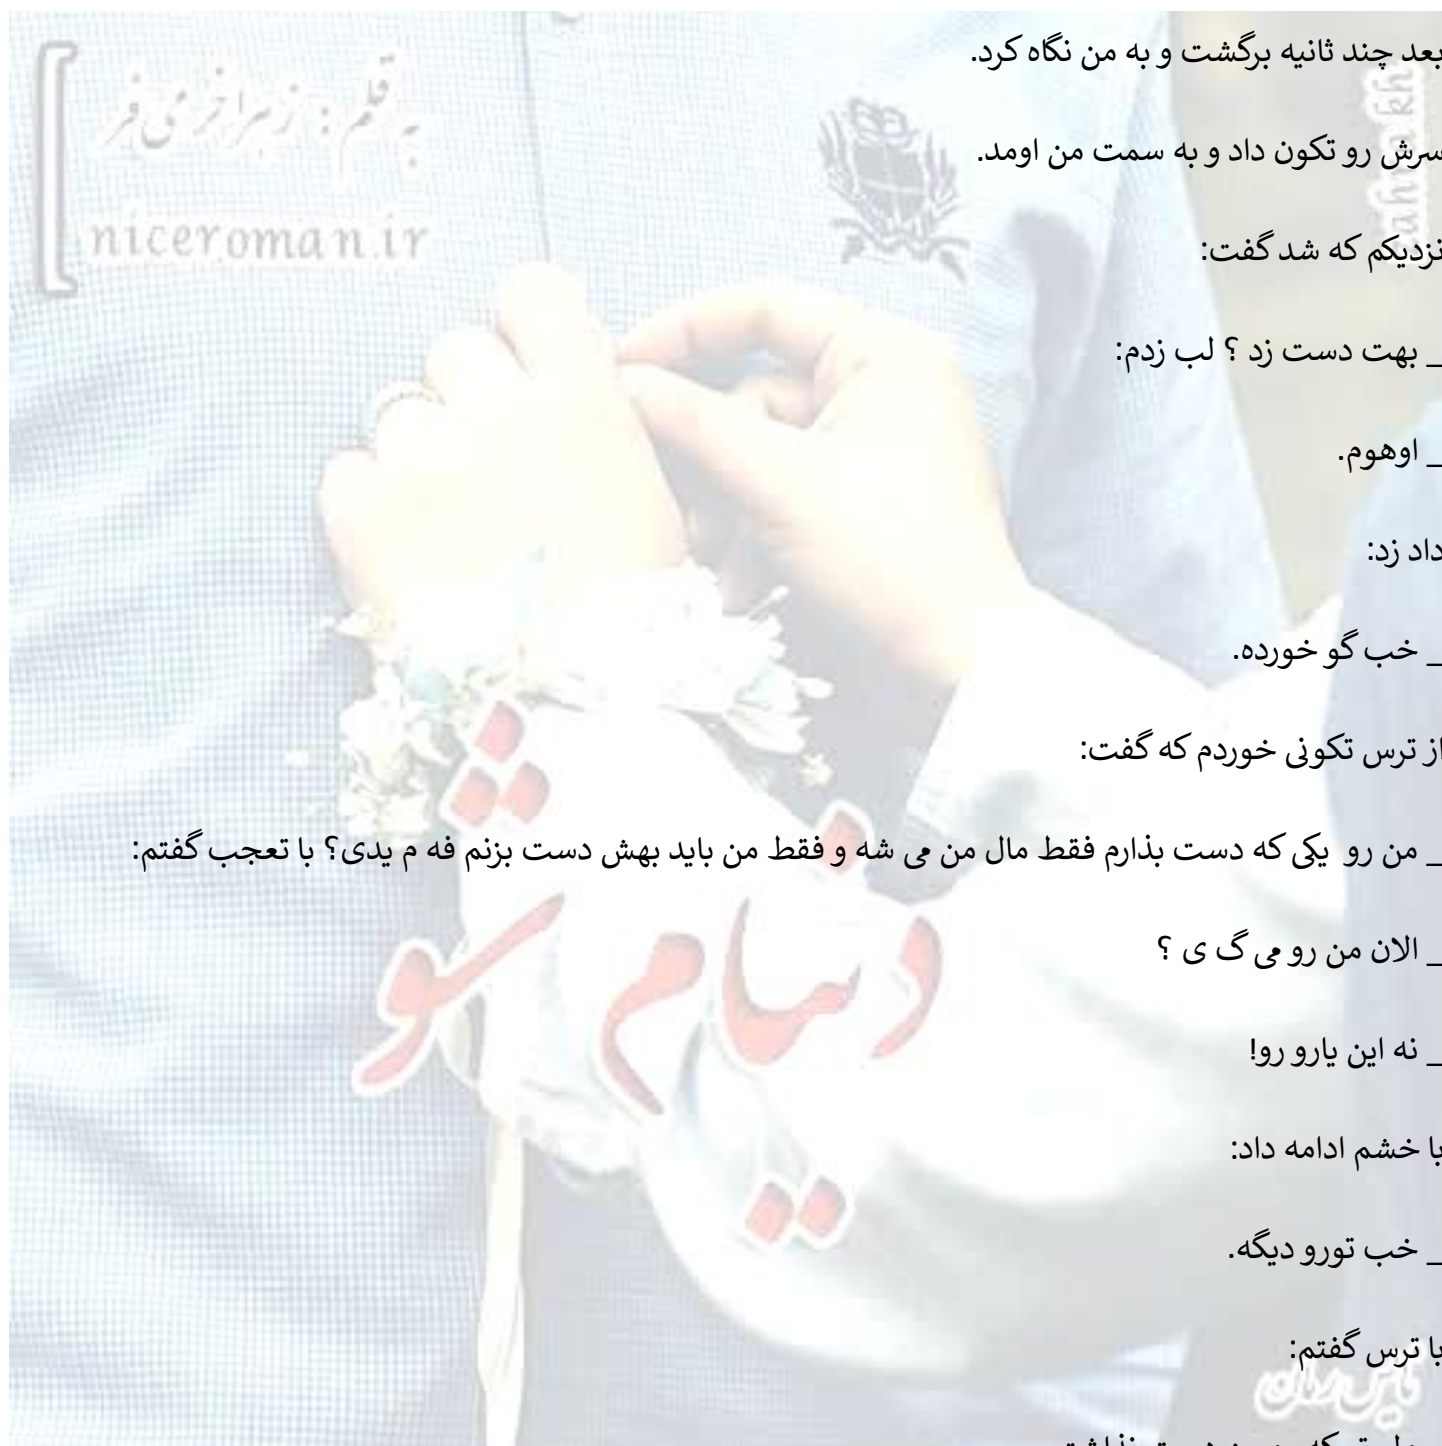 بعد چند ثانیه برگشت و به من نگاه کرد.
به قلم: زهرا خرمی فر
niceroman.ir
سرش رو تکون داد و به سمت من اومد.
نزدیکم که شد گفت:
_ بهت دست زد ؟ لب زدم:
_ اوهوم.
داد زد:
_ خب گو خورده.
از ترس تکونی خوردم که گفت:
_ من رو یکی که دست بذارم فقط مال من می شه و فقط من باید بهش دست بزنم فه م یدی؟ با تعجب گفتم:
دنیام شو
_ الان من رو می گ ی ؟
_ نه این یارو رو!
با خشم ادامه داد:
_ خب تورو دیگه.
با ترس گفتم:
نایس رمان